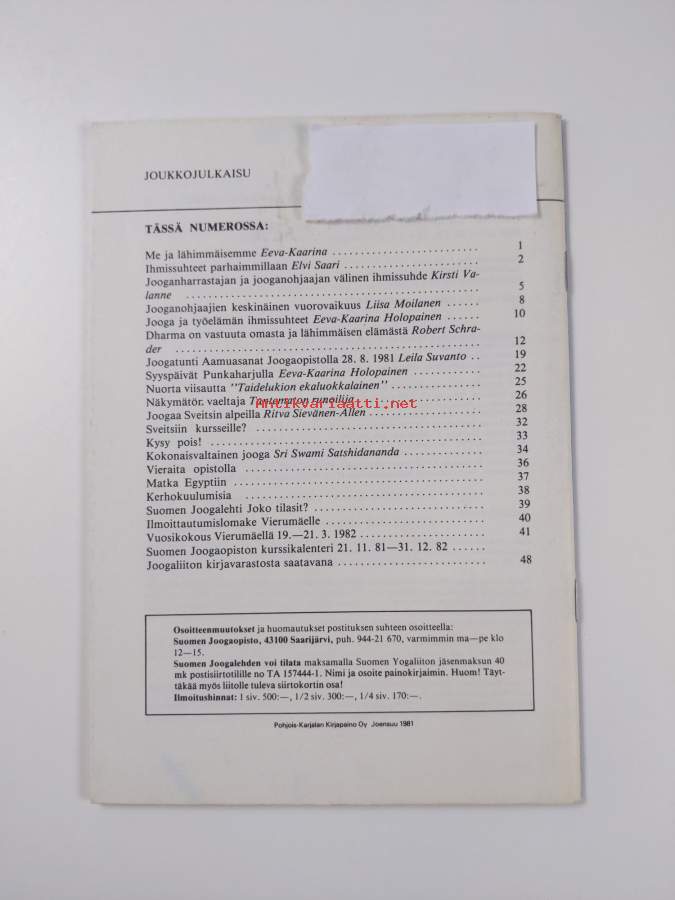 JOUKKOJULKAISU
TÄSSÄ NUMEROSSA:
Me ja lähimmäisemme Eeva-Kaarina ........................ 1
Ihmissuhteet parhaimmillaan Elvi Saari ...................... 2
Jooganharrastajan ja jooganohjaajan välinen ihmissuhde Kirsti Va-
lanne ............................................ 5
Jooganohjaajien keskinäinen vuorovaikuus Liisa Moilanen ...... 8
Jooga ja työelämän ihmissuhteet Eeva-Kaarina Holopainen ...... 10
Dharma on vastuuta omasta ja lähimmäisen elämästä Robert Schra-
der .............................................. 12
Joogatunti Aamuasanat Joogaopistolla 28. 8. 1981 Leila Suvanto .. 19
Syyspäivät Punkaharjulla Eeva-Kaarina Holopainen ............ 22
Nuorta viisautta "Taidelukion ekaluokkalainen" ............... 25
Näkymätör, vaeltaja Tuntematon runoilija .................... 26
Joogaa Sveitsin alpeilla Ritva Sievänen-Allen ................... 28
Sveitsiin kursseille? ...................................... 32
Kysy pois! ............................................. 33
Kokonaisvaltainen jooga Sri Swami Satshidananda ............. 34
Vieraita opistolla ........................................ 36
Matka Egyptiin ......................................... 37
Kerhokuulumisia ........................................ 38
Suomen Joogalehti Joko tilasit? ............................ 39
Ilmoittautumislomake Vierumäelle .......................... 40
Vuosikokous Vierumäellä 19.—21. 3. 1982 ..................... 41
Suomen Joogaopiston kurssikalenteri 21. 11. 81—31. 12. 82 ......
Joogaliiton kirjavarastosta saatavana ......................... 48
Antikvariaatti.net
Osoitteenmuutokset ja huomautukset postituksen suhteen osoitteella:
Suomen Joogaopisto, 43100 Saarijärvi, puh. 944-21 670, varmimmin ma—pe klo
12—15.
Suomen Joogalehden voi tilata maksamalla Suomen Yogaliiton jäsenmaksun 40
mk postisiirtotilille no TA 157444-1. Nimi ja osoite painokirjaimin. Huom! Täyt-
täkää myös liitolle tuleva siirtokortin osa!
Ilmoitushinnat: 1 siv. 500:—, 1/2 siv. 300:—, 1/4 siv. 170:—.
Pohjois-Karjalan Kirjapaino Oy Joensuu 1981